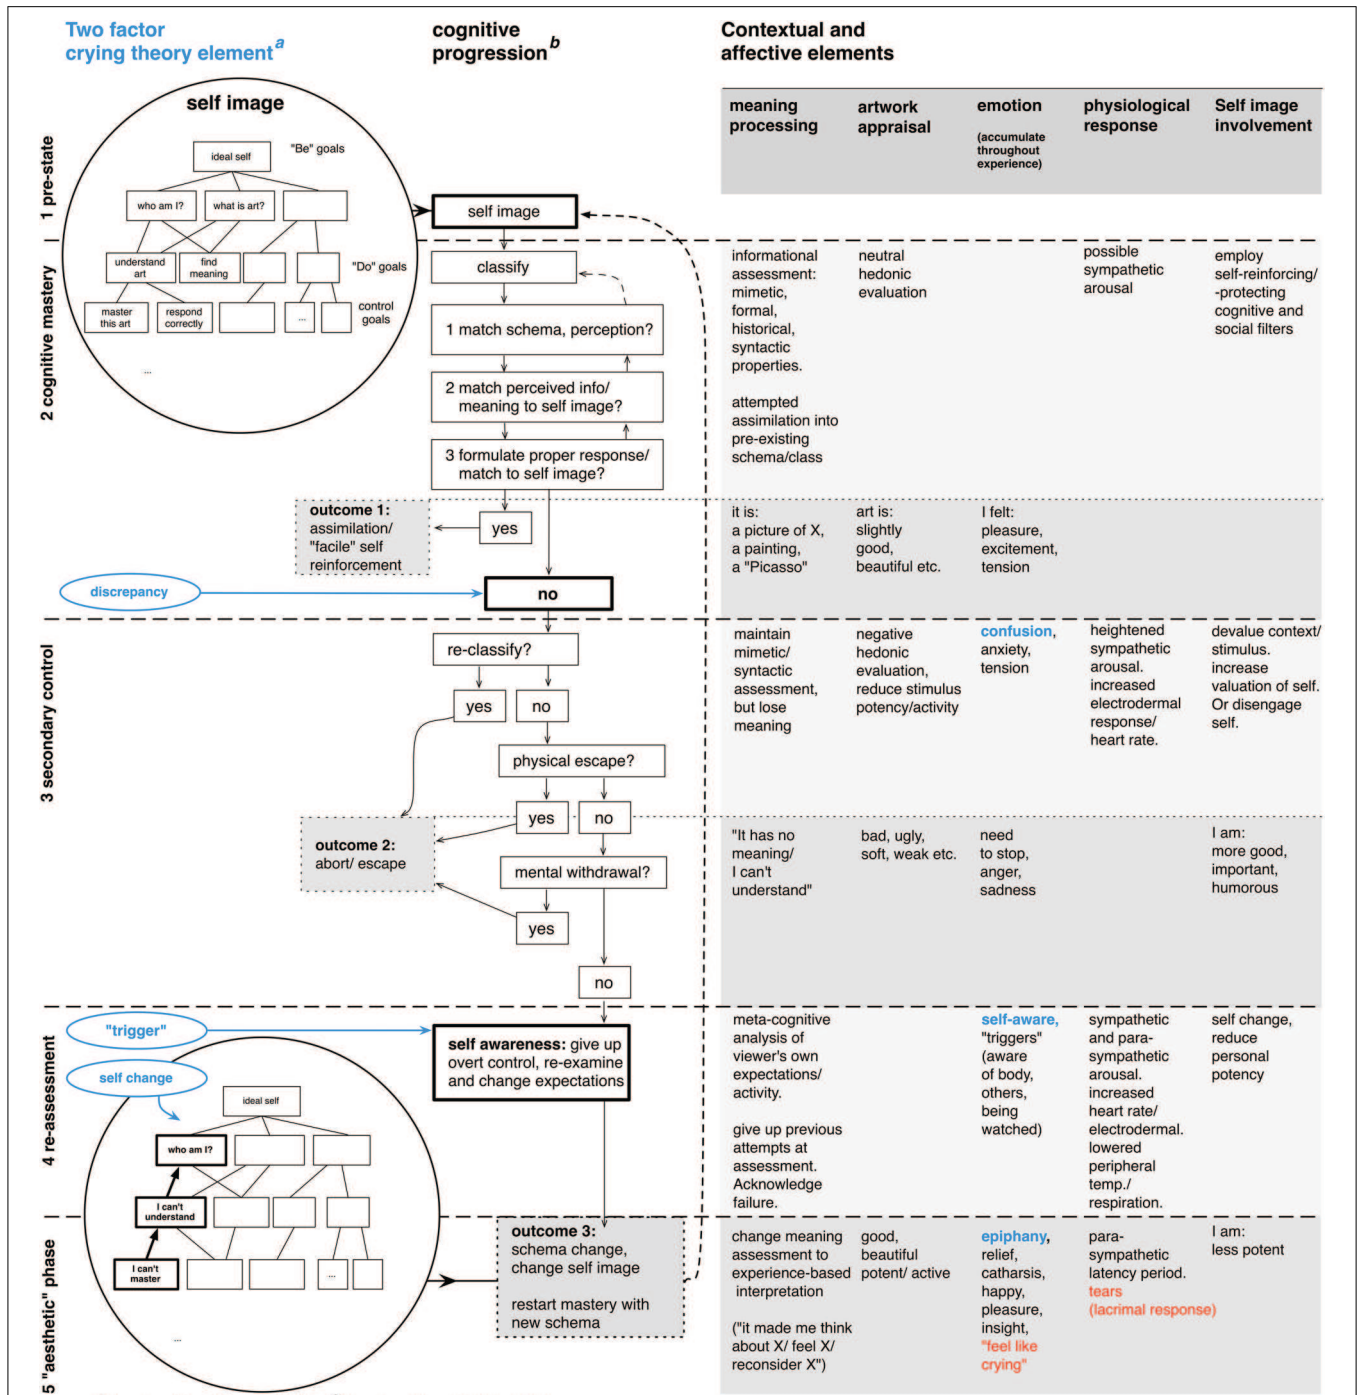 Two factor
crying theory element a
cognitive
progression b
Contextual and
affective elements
meaning
processing
artwork
appraisal
emotion
(accumulate
throughout
experience)
physiological
response
Self image
involvement
1 pre-state
self image
"Be" goals
ideal self
who am I?
what is art?
self image
2 cognitive mastery
understand
art
find
meaning
"Do" goals
master
this art
respond
correctly
...
control
goals
...
classify
1 match schema, perception?
2 match perceived info/
meaning to self image?
3 formulate proper response/
match to self image?
informational
assessment:
mimetic,
formal,
historical,
syntactic
properties.
attempted
assimilation into
pre-existing
schema/class
neutral
hedonic
evaluation
possible
sympathetic
arousal
employ
self-reinforcing/
-protecting
cognitive and
social filters
outcome 1:
assimilation/
"facile" self
reinforcement
yes
discrepancy
no
it is:
a picture of X,
a painting,
a "Picasso"
art is:
slightly
good,
beautiful etc.
I felt:
pleasure,
excitement,
tension
3 secondary control
re-classify?
yes
no
physical escape?
yes
no
outcome 2:
abort/ escape
mental withdrawal?
yes
no
maintain
mimetic/
syntactic
assessment,
but lose
meaning
negative
hedonic
evaluation,
reduce stimulus
potency/activity
confusion,
anxiety,
tension
heightened
sympathetic
arousal.
increased
electrodermal
response/
heart rate.
devalue context/
stimulus.
increase
valuation of self.
Or disengage
self.
"It has no
meaning/
I can't
understand"
bad, ugly,
soft, weak etc.
need
to stop,
anger,
sadness
I am:
more good,
important,
humorous
4 re-assessment
"trigger"
self change
self awareness: give up
overt control, re-examine
and change expectations
ideal self
who am I?
I can't
understand
I can't
master
...
...
meta-cognitive
analysis of
viewer's own
expectations/
activity.
give up previous
attempts at
assessment.
Acknowledge
failure.
self-aware,
"triggers"
(aware
of body,
others,
being
watched)
sympathetic
and para-
sympathetic
arousal.
increased
heart rate/
electrodermal.
lowered
peripheral
temp./
respiration.
self change,
reduce
personal
potency
5 "aesthetic" phase
outcome 3:
schema change,
change self image
restart mastery with
new schema
change meaning
assessment to
experience-based
interpretation
("it made me think
about X/ feel X/
reconsider X")
good,
beautiful
potent/ active
epiphany,
relief,
catharsis,
happy,
pleasure,
insight,
"feel like
crying"
para-
sympathetic
latency period.
tears
(lacrimal response)
I am:
less potent